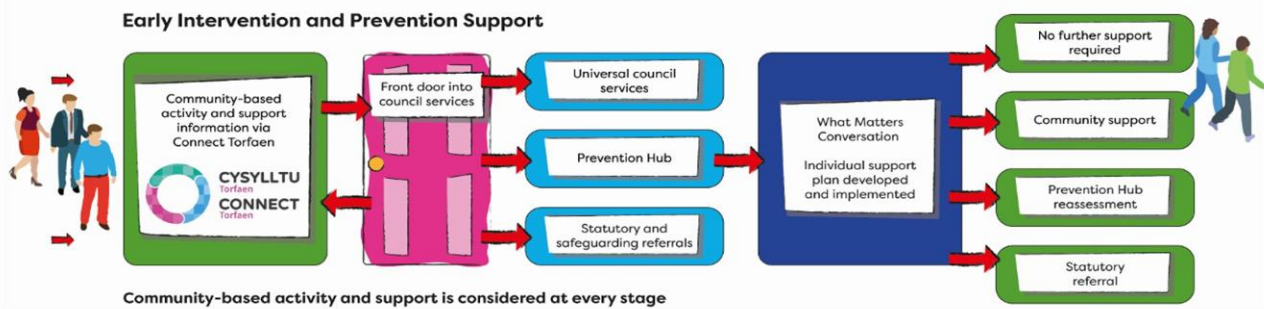 Early Intervention and Prevention Support
Community-based
activity and support
information via
Connect Torfaen
CYSYLLTU
Torfaen
CONNECT
Torfaen
Front door into
council services
Universal council
services
Prevention Hub
Statutory and
safeguarding referrals
What Matters
Conversation
Individual support
plan developed
and implemented
No further support
required
Community support
Prevention Hub
reassessment
Statutory
referral
Community-based activity and support is considered at every stage